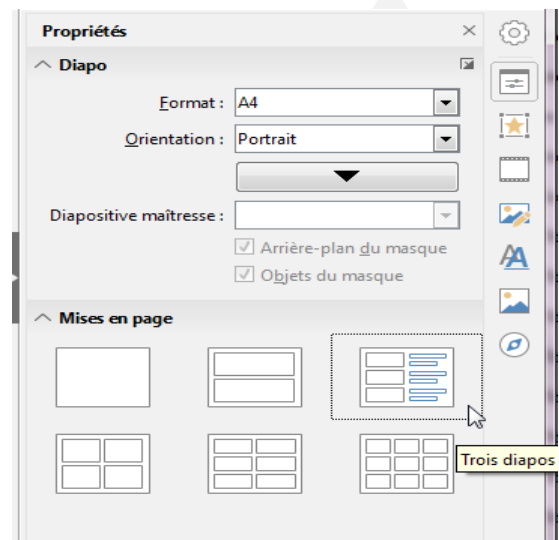 Propriétés
Diapo
Format : A4
Orientation : Portrait
Diapositive maîtresse :
Arrière-plan du masque
Objets du masque
Mises en page
Trois diapos